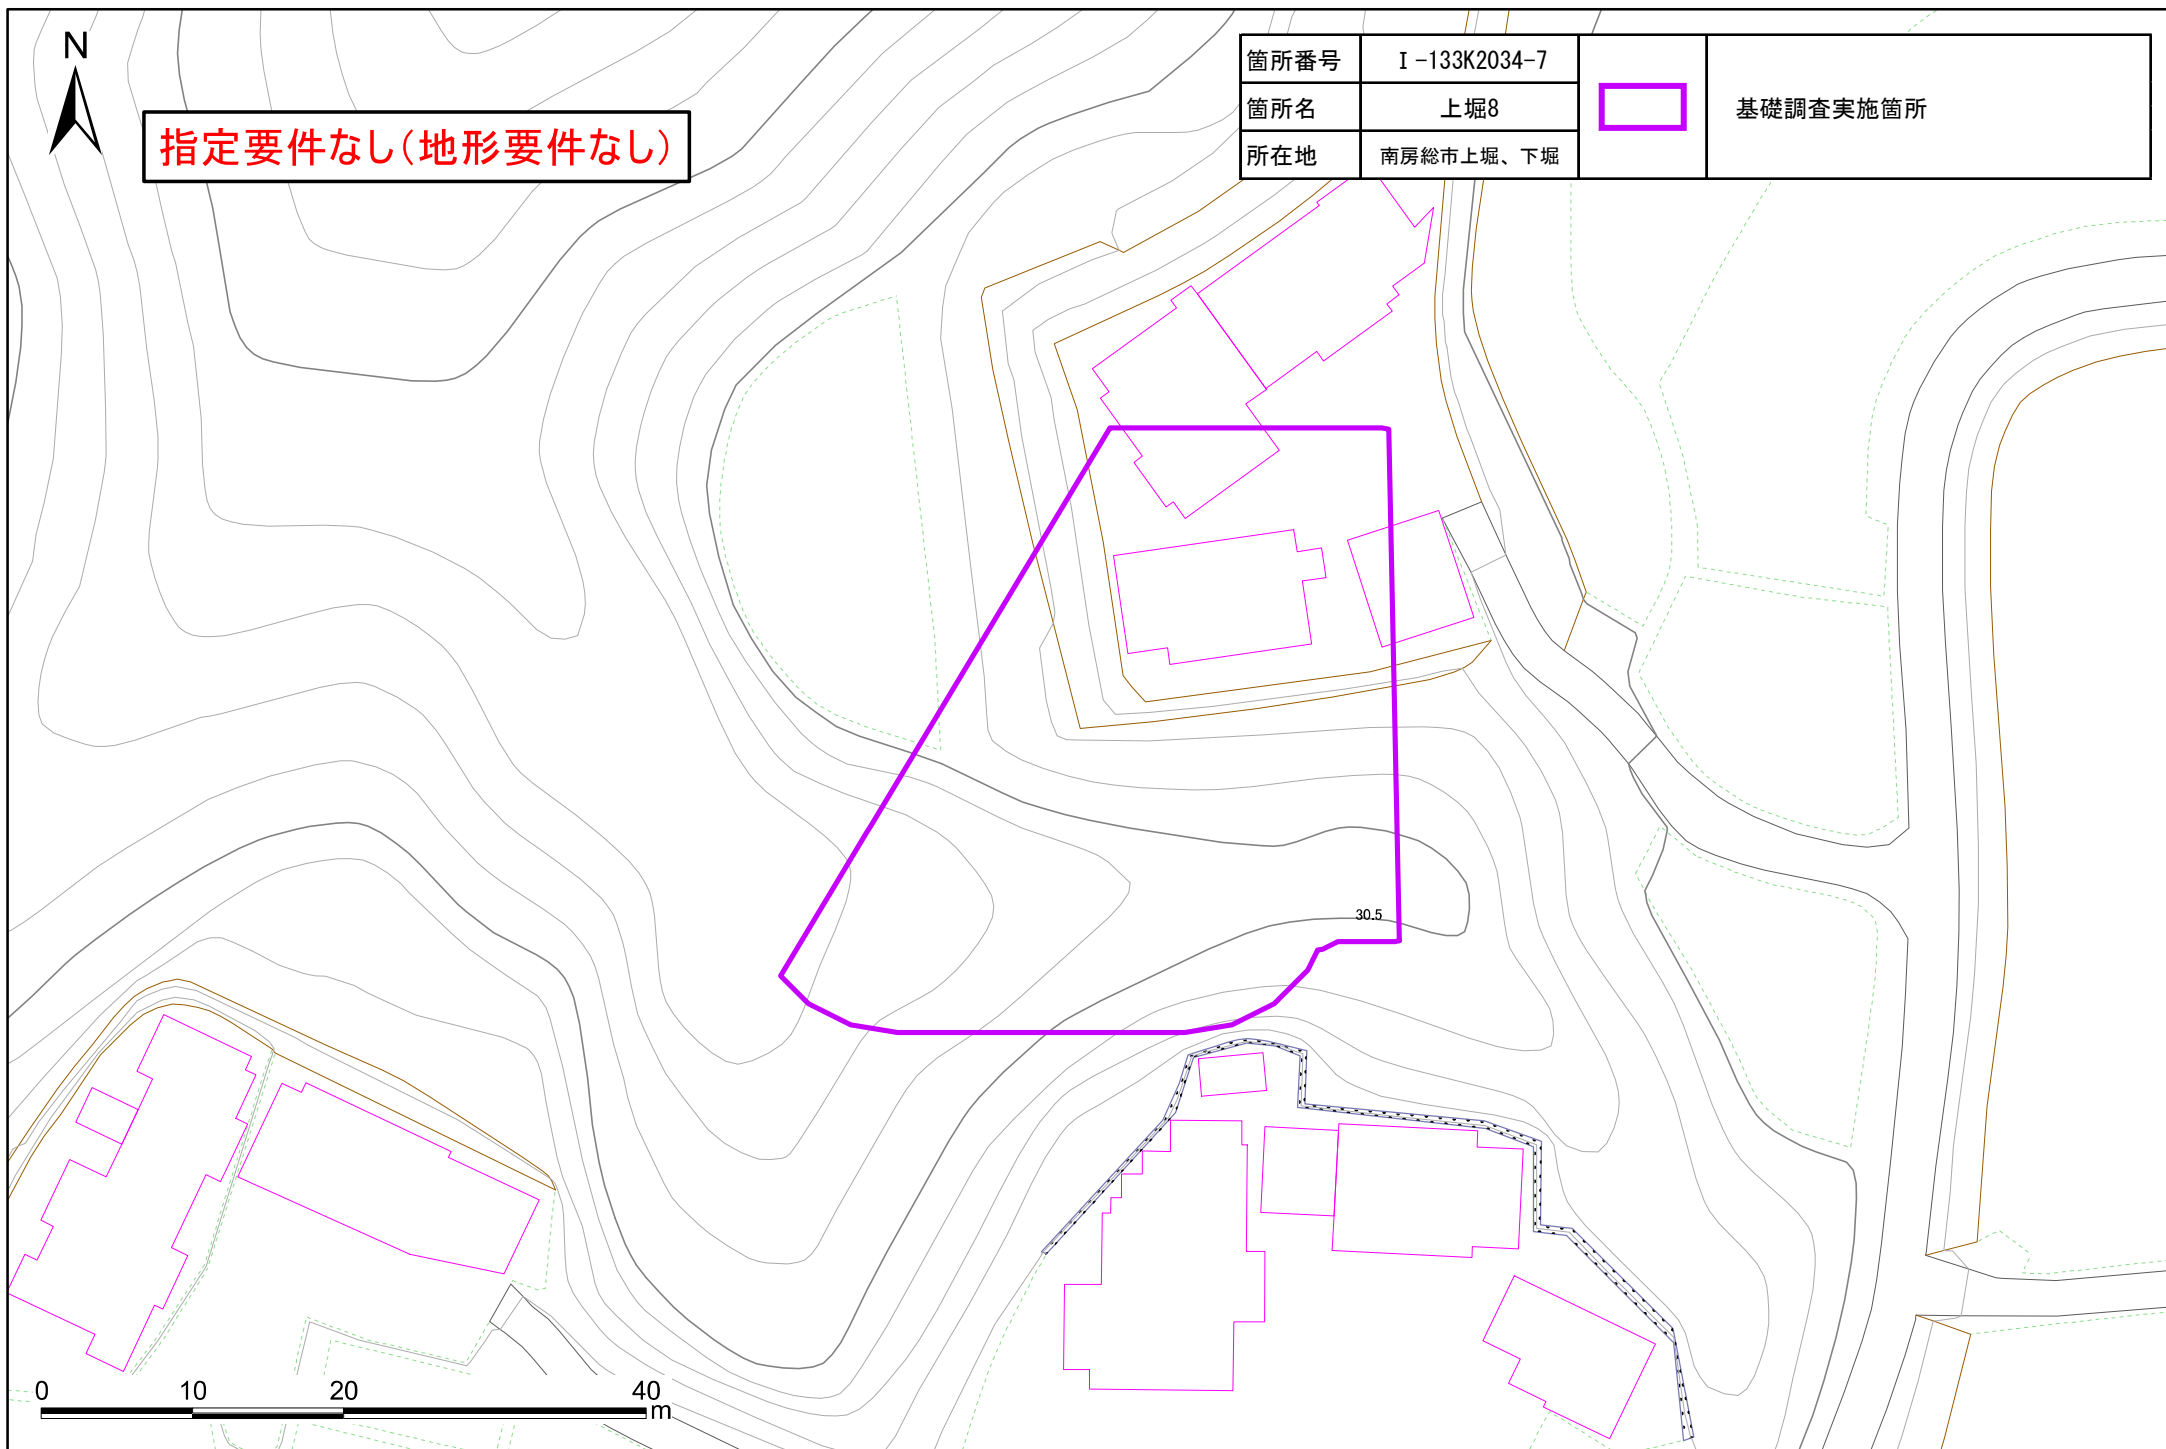 N
指定要件なし（地形要件なし）
箇所番号 Ⅰ-133K2034-7
箇所名 上堀8
所在地 南房総市上堀、下堀
基礎調査実施箇所
30.5
0 10 20 40
m